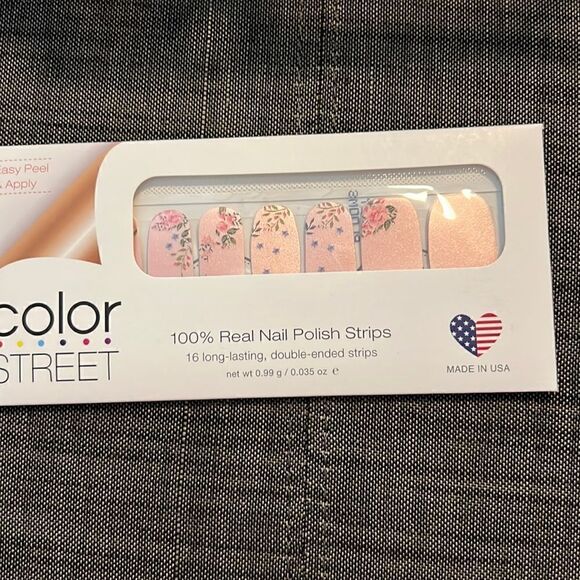 Easy Peel
& Apply
color
STREET
100% Real Nail Polish Strips
16 long-lasting, double-ended strips
net wt 0.99 g / 0.035 oz ℮
MADE IN USA